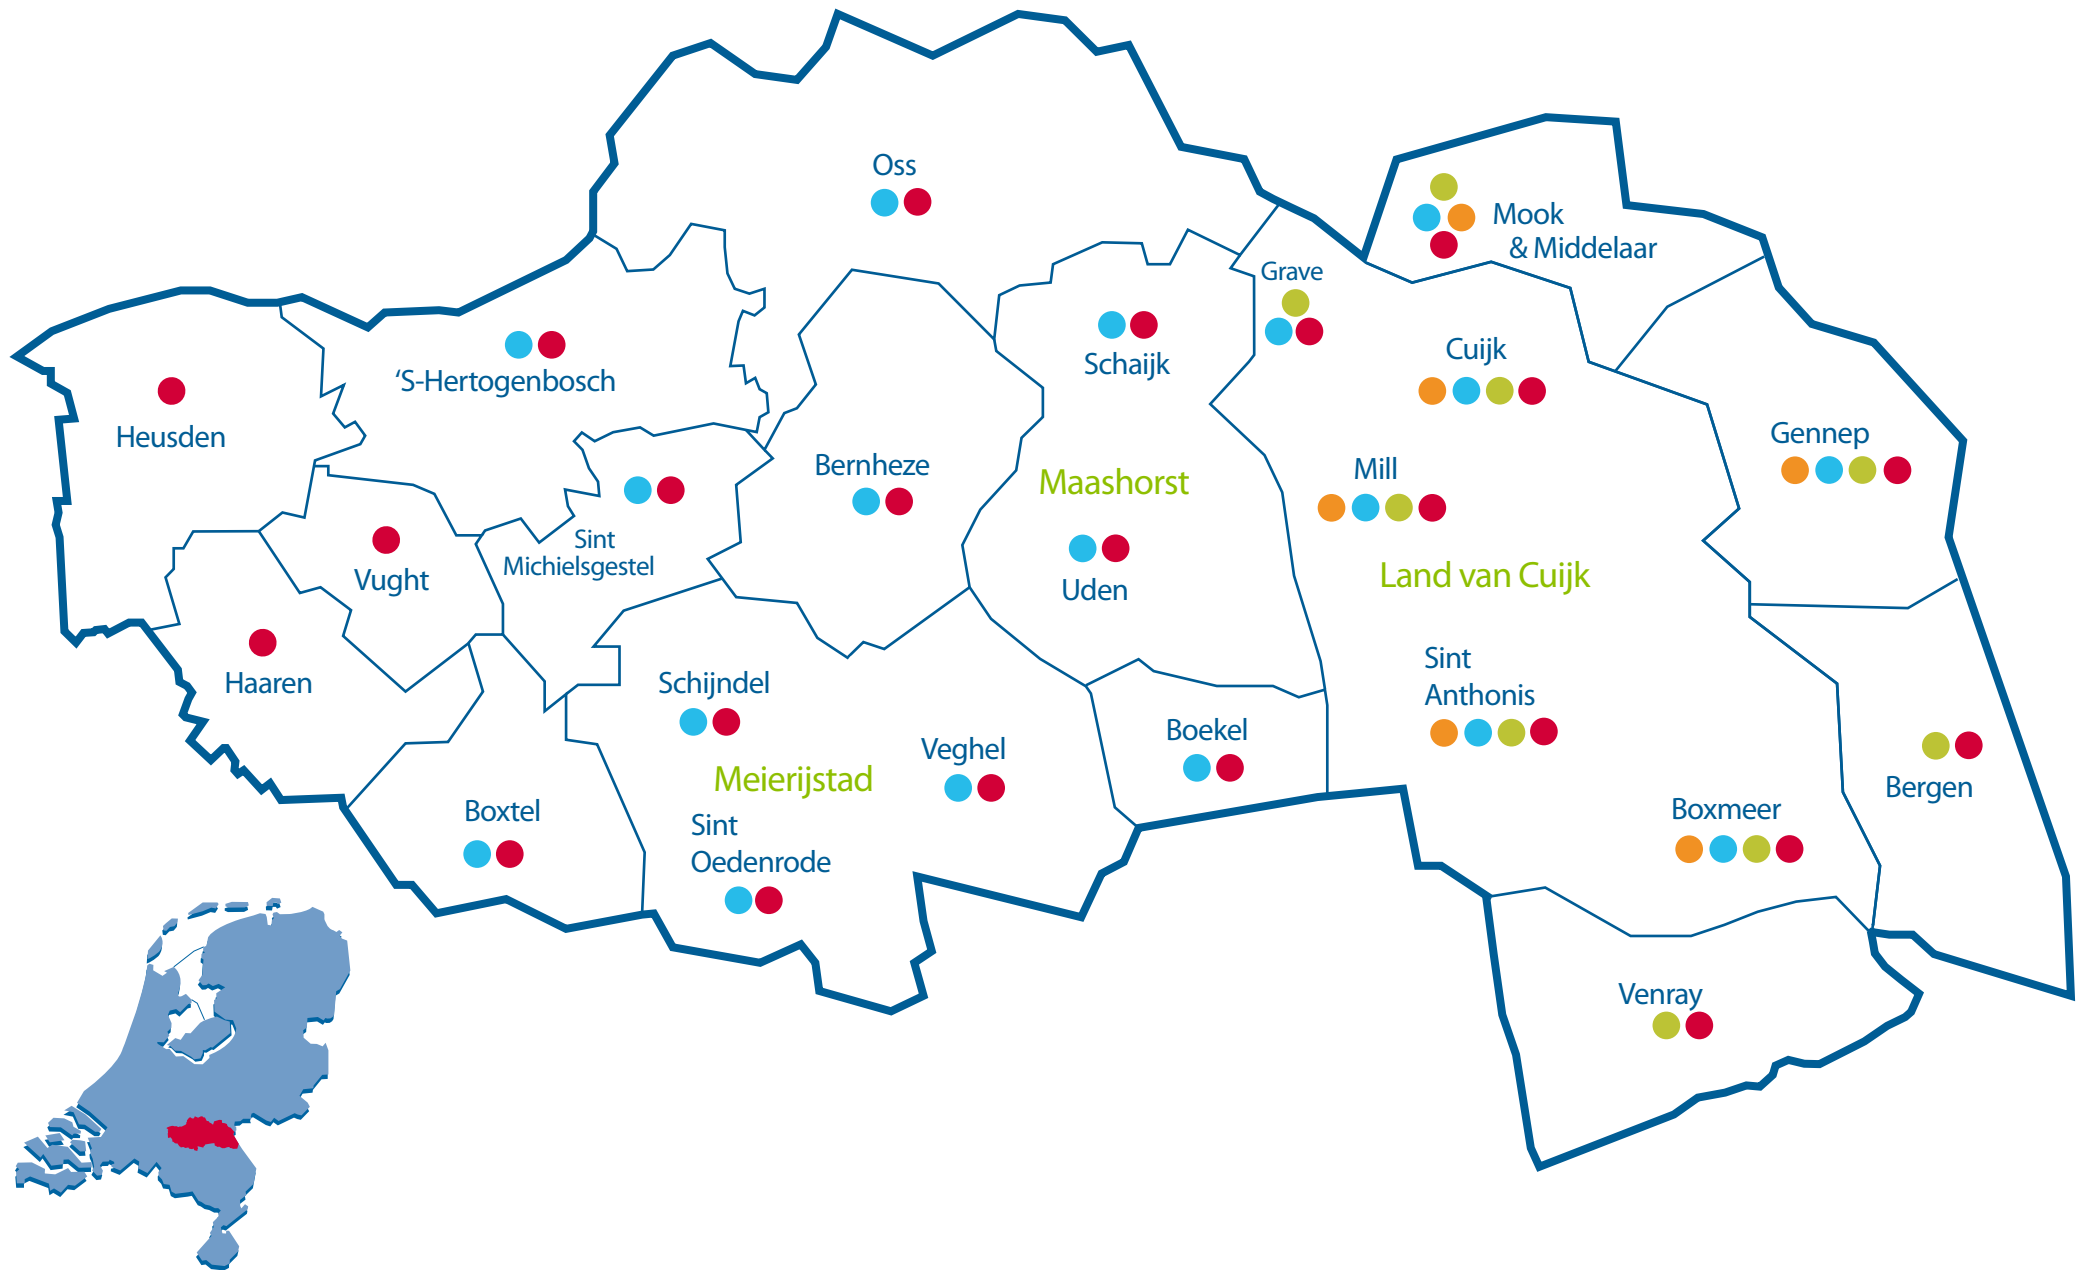 Oss
Mook
& Middelaar
Grave
Cuijk
Schaijk
‘S-Hertogenbosch
Heusden
Gennep
Bernheze
Mill
Maashorst
Sint
Michielsgestel
Vught
Uden
Land van Cuijk
Sint
Anthonis
Haaren
Schijndel
Boekel
Veghel
Meierijstad
Bergen
Boxtel
Boxmeer
Sint
Oedenrode
Venray